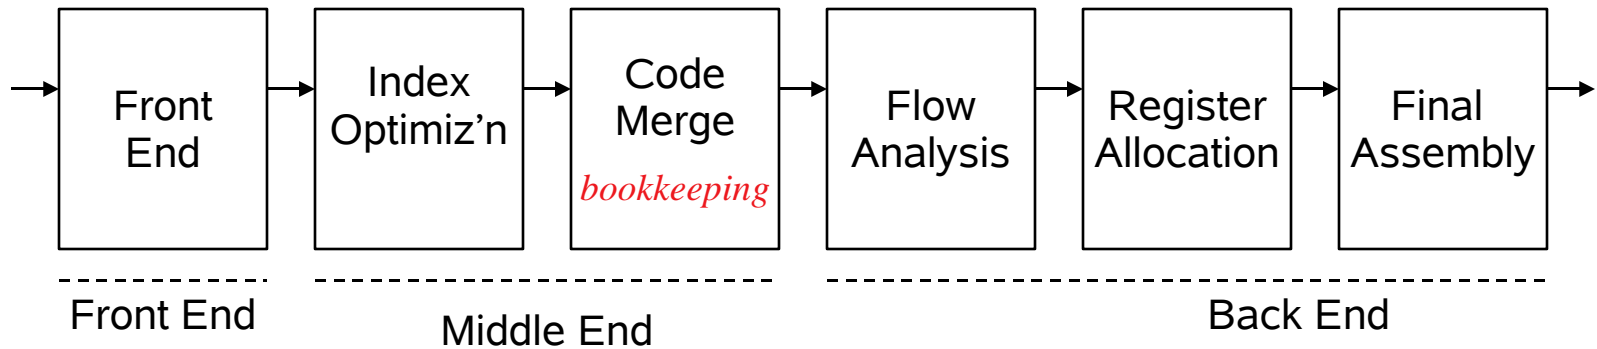 Front
End
Index
Optimiz’n
Code
Merge
bookkeeping
Flow
Analysis
Register
Allocation
Final
Assembly
Front End
Middle End
Back End